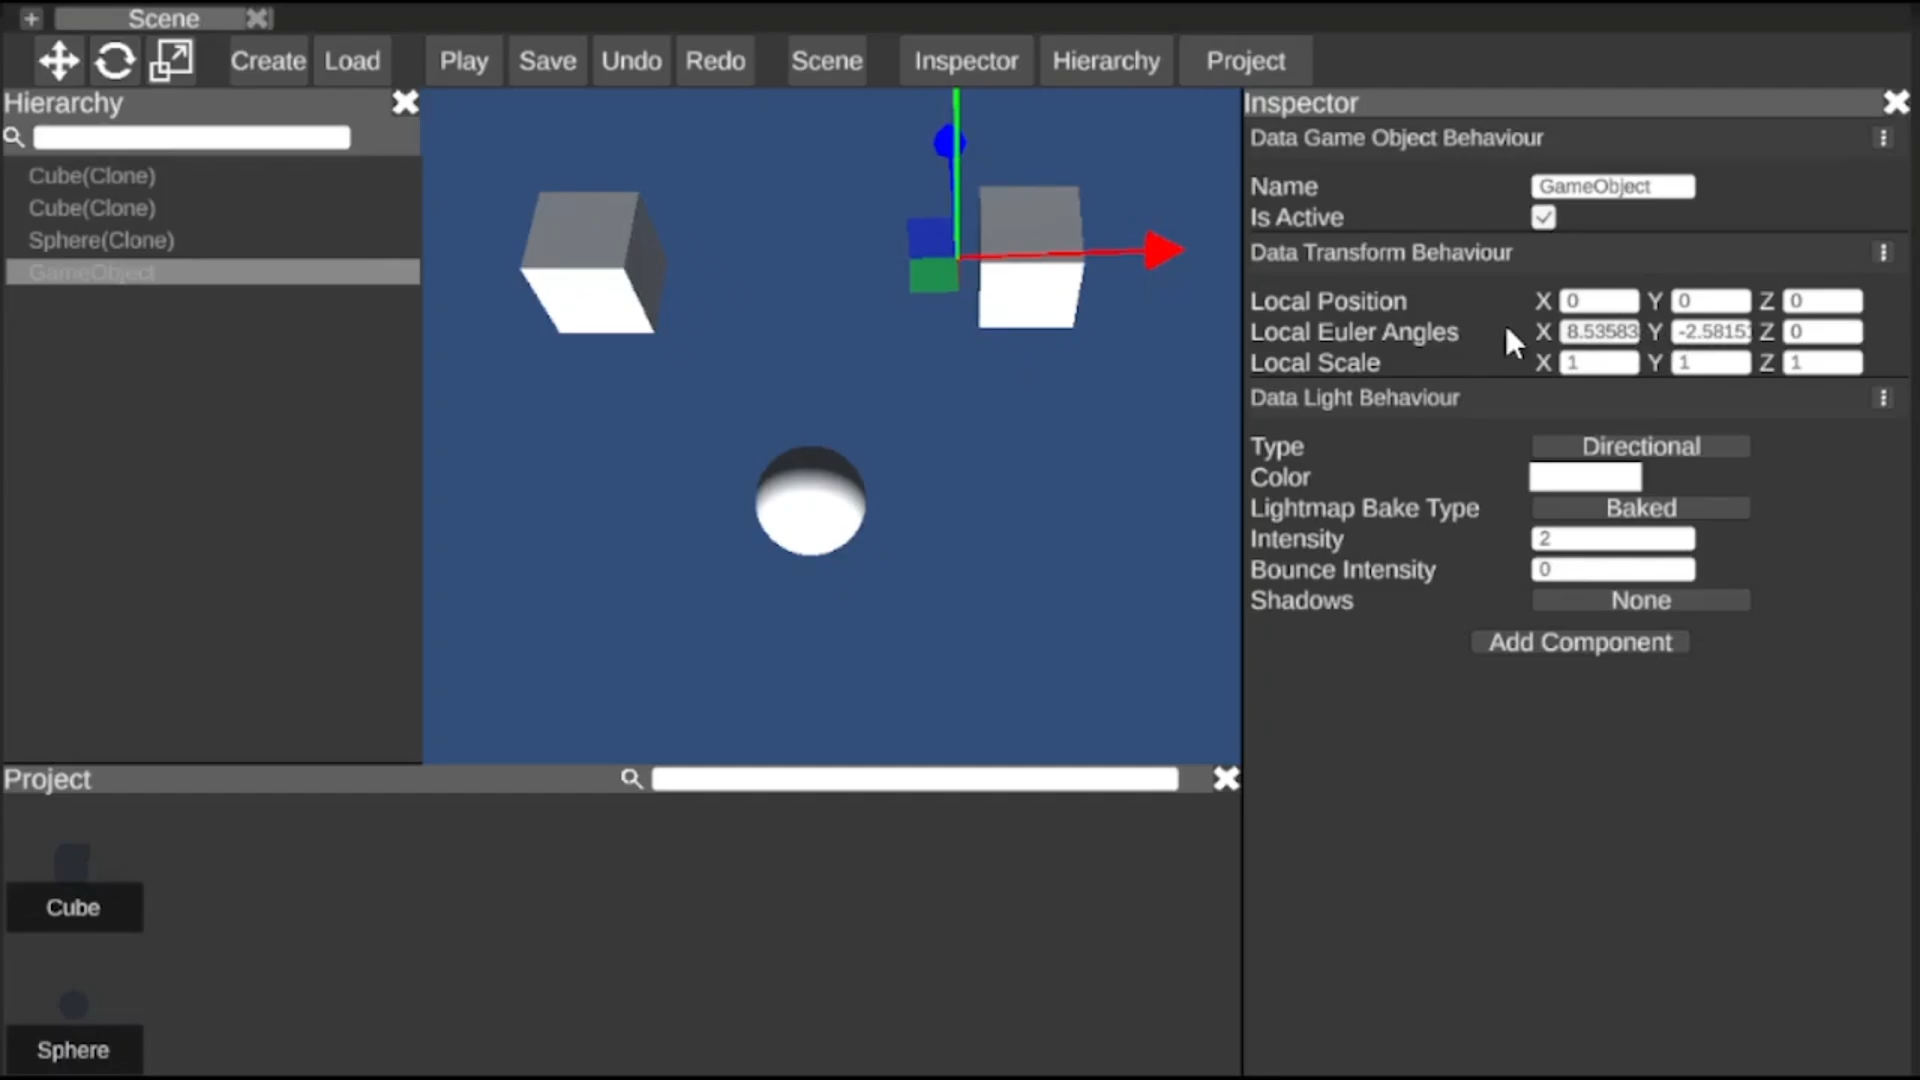 + Scene
Create Load Play Save Undo Redo Scene Inspector Hierarchy Project
Hierarchy
Cube(Clone)
Cube(Clone)
Sphere(Clone)
GameObject
Inspector
Data Game Object Behaviour
Name GameObject
Is Active
Data Transform Behaviour
Local Position X 0 Y 0 Z 0
Local Euler Angles X 8.53583 Y -2.5815 Z 0
Local Scale X 1 Y 1 Z 1
Data Light Behaviour
Type Directional
Color
Lightmap Bake Type Baked
Intensity 2
Bounce Intensity 0
Shadows None
Add Component
Project
Cube
Sphere